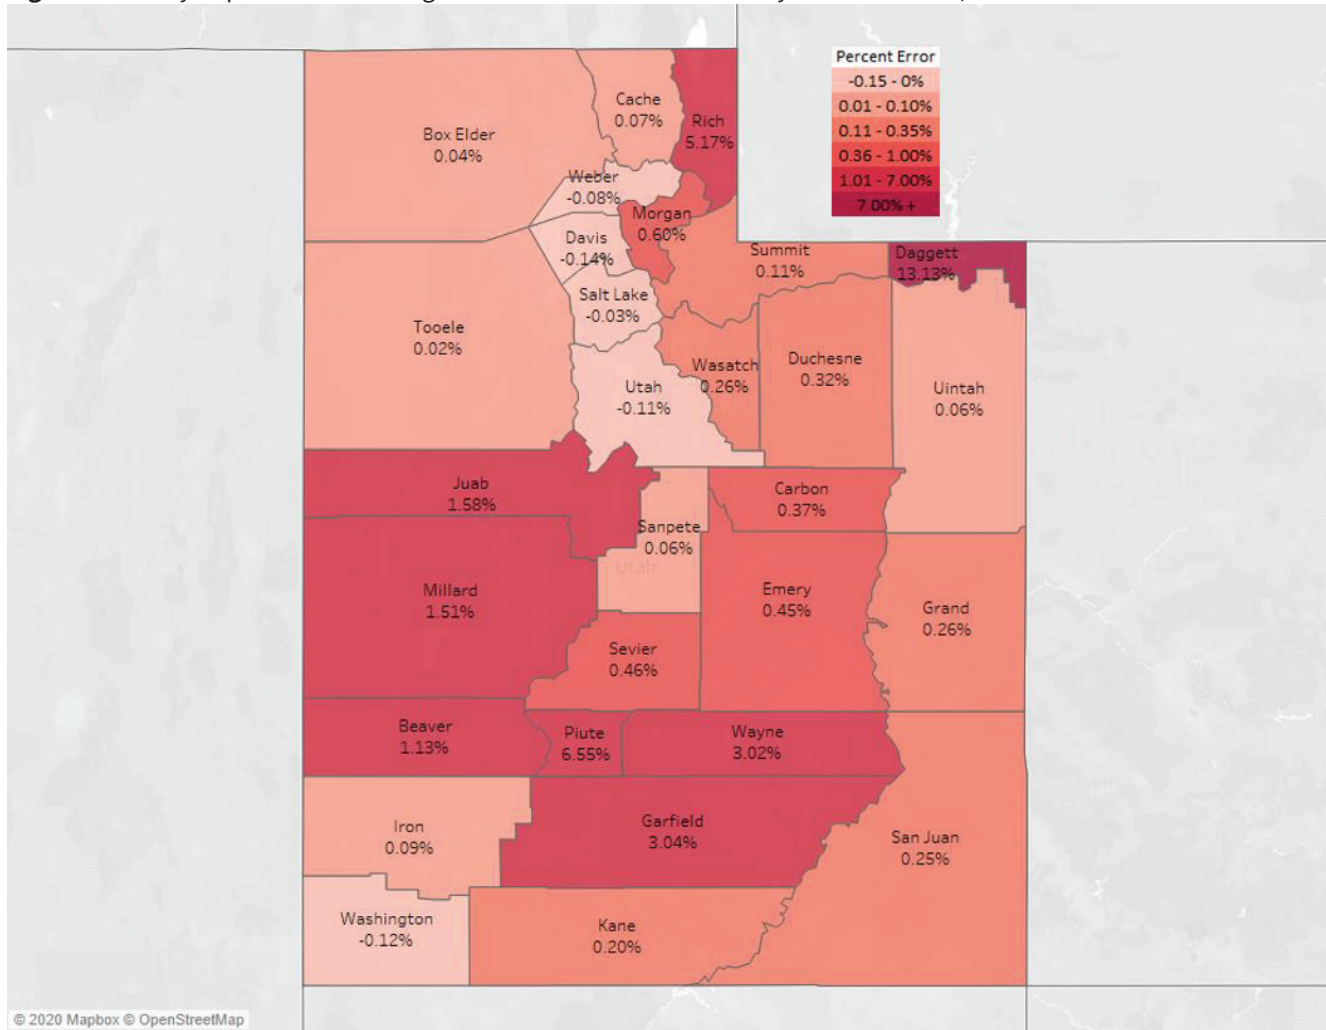 Percent Error
-0.15 - 0%
0.01 - 0.10%
0.11 - 0.35%
0.36 - 1.00%
1.01 - 7.00%
7.00% +
Cache
0.07%
Rich
5.17%
Box Elder
0.04%
Weber
-0.08%
Morgan
0.60%
Davis
-0.14%
Summit
0.11%
Daggett
13.13%
Salt Lake
-0.03%
Tooele
0.02%
Wasatch
0.26%
Duchesne
0.32%
Utah
-0.11%
Uintah
0.06%
Juab
1.58%
Carbon
0.37%
Sanpete
0.06%
Utah
Millard
1.51%
Emery
0.45%
Grand
0.26%
Sevier
0.46%
Beaver
1.13%
Piute
6.55%
Wayne
3.02%
Garfield
3.04%
Iron
0.09%
San Juan
0.25%
Washington
-0.12%
Kane
0.20%
© 2020 Mapbox © OpenStreetMap